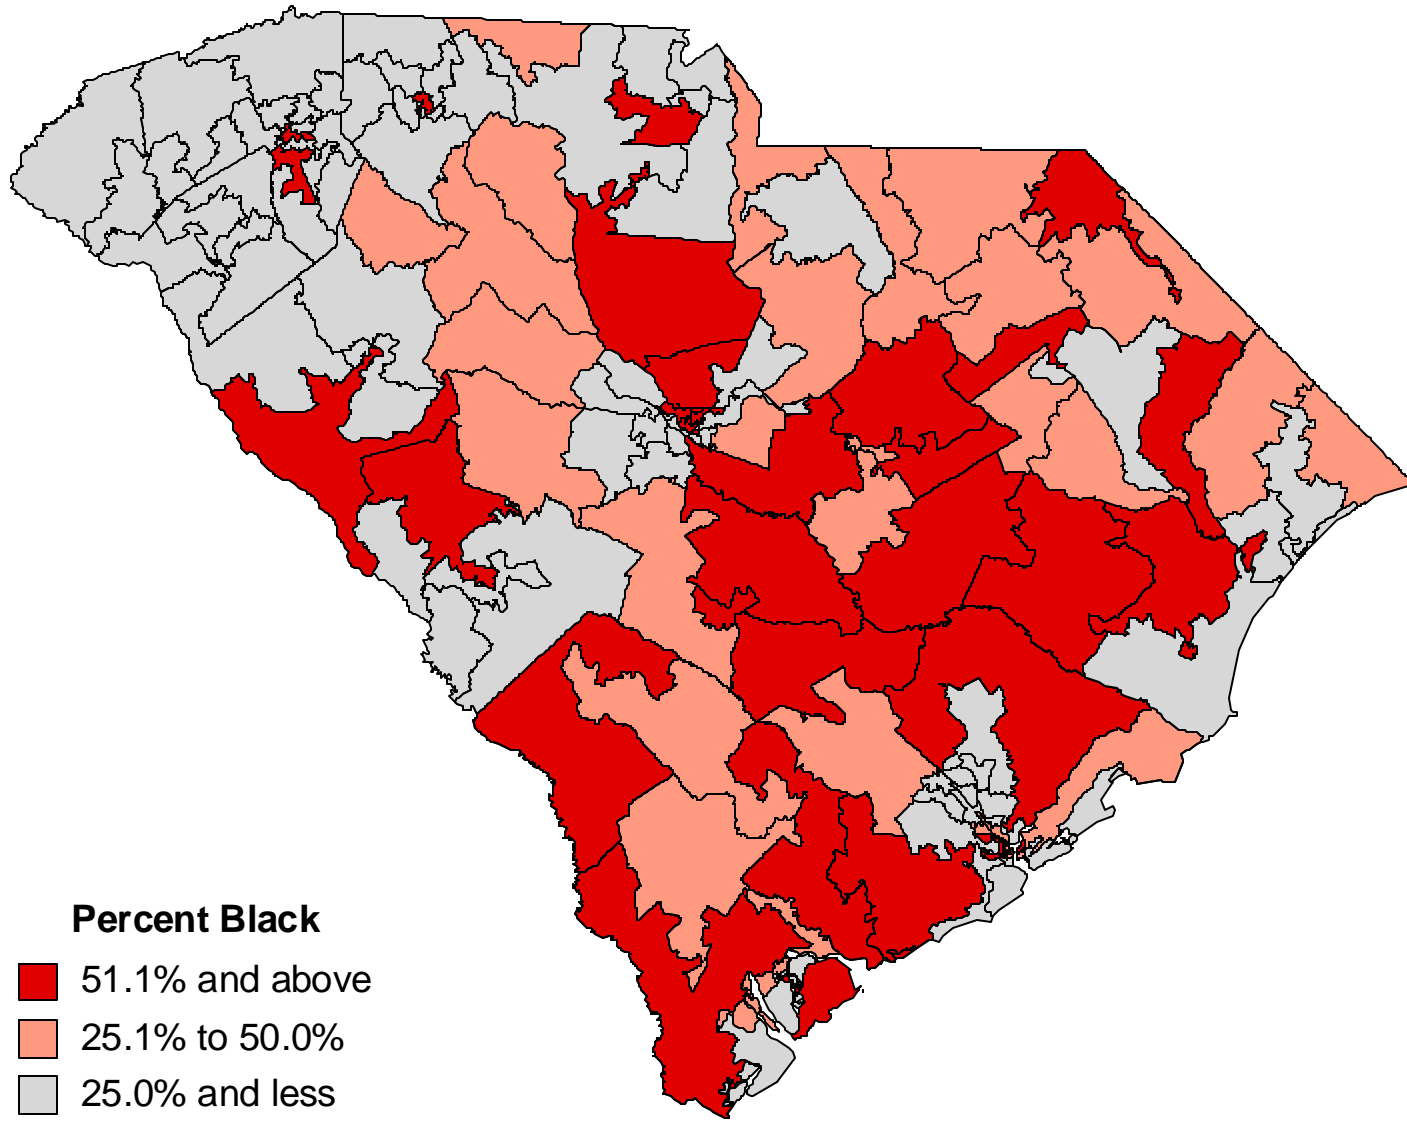 Percent Black
51.1% and above
25.1% to 50.0%
25.0% and less